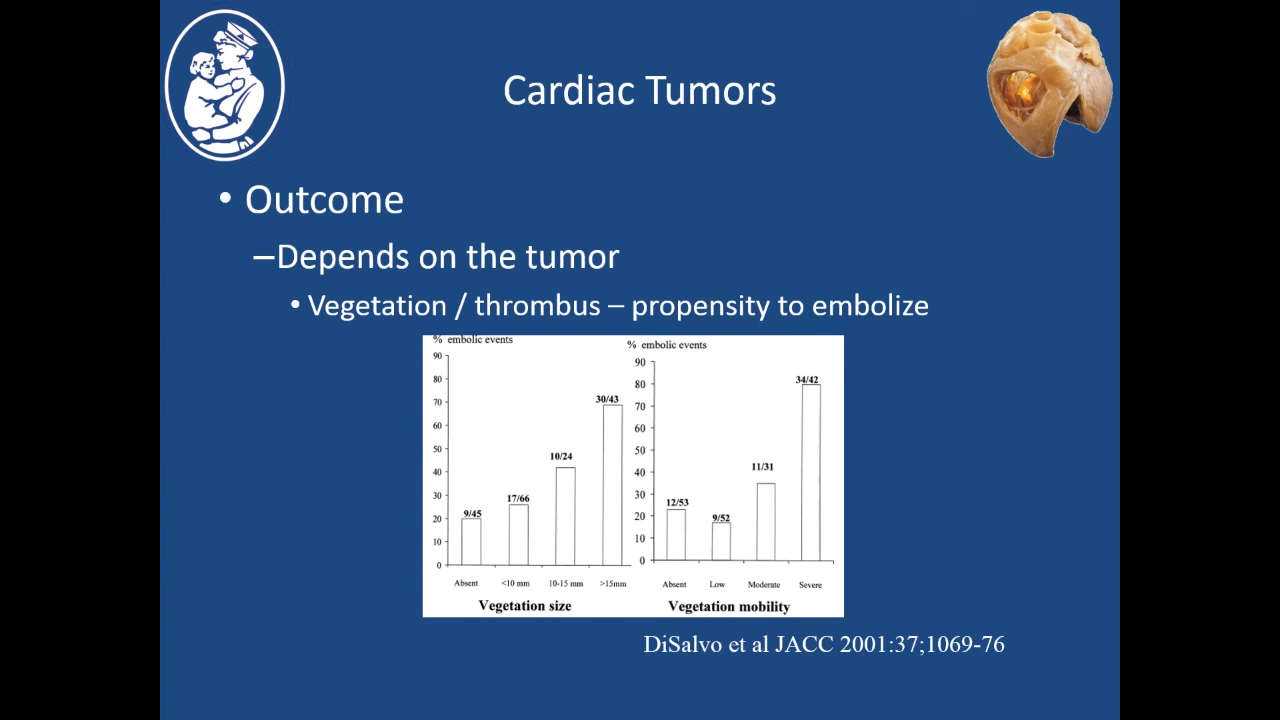 Cardiac Tumors
• Outcome
–Depends on the tumor
• Vegetation / thrombus – propensity to embolize
% embolic events
90
80
70
60
50
40
30
20
10
0
9/45
17/66
10/24
30/43
Absent
<10 mm
10-15 mm
>15mm
Vegetation size
% embolic events
90
80
70
60
50
40
30
20
10
0
12/53
9/52
11/31
34/42
Absent
Low
Moderate
Severe
Vegetation mobility
DiSalvo et al JACC 2001:37;1069-76